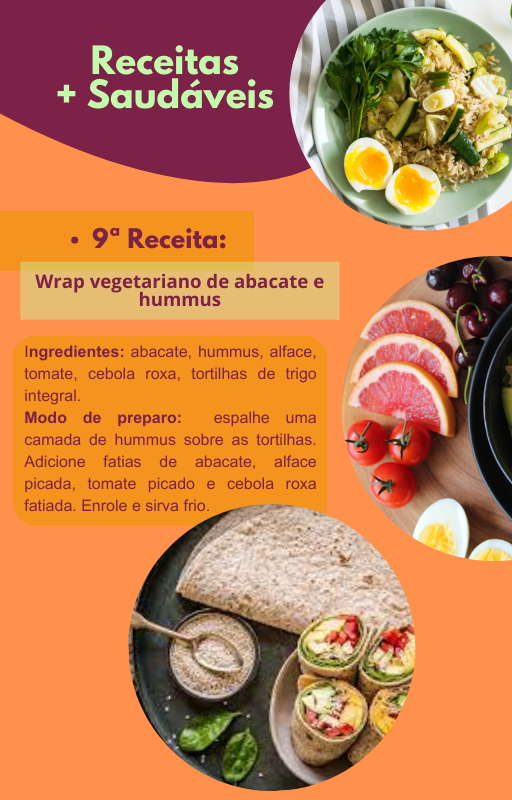 Receitas
+ Saudáveis
• 9ª Receita:
Wrap vegetariano de abacate e
hummus
Ingredientes: abacate, hummus, alface,
tomate, cebola roxa, tortilhas de trigo
integral.
Modo de preparo: espalhe uma
camada de hummus sobre as tortilhas.
Adicione fatias de abacate, alface
picada, tomate picado e cebola roxa
fatiada. Enrole e sirva frio.